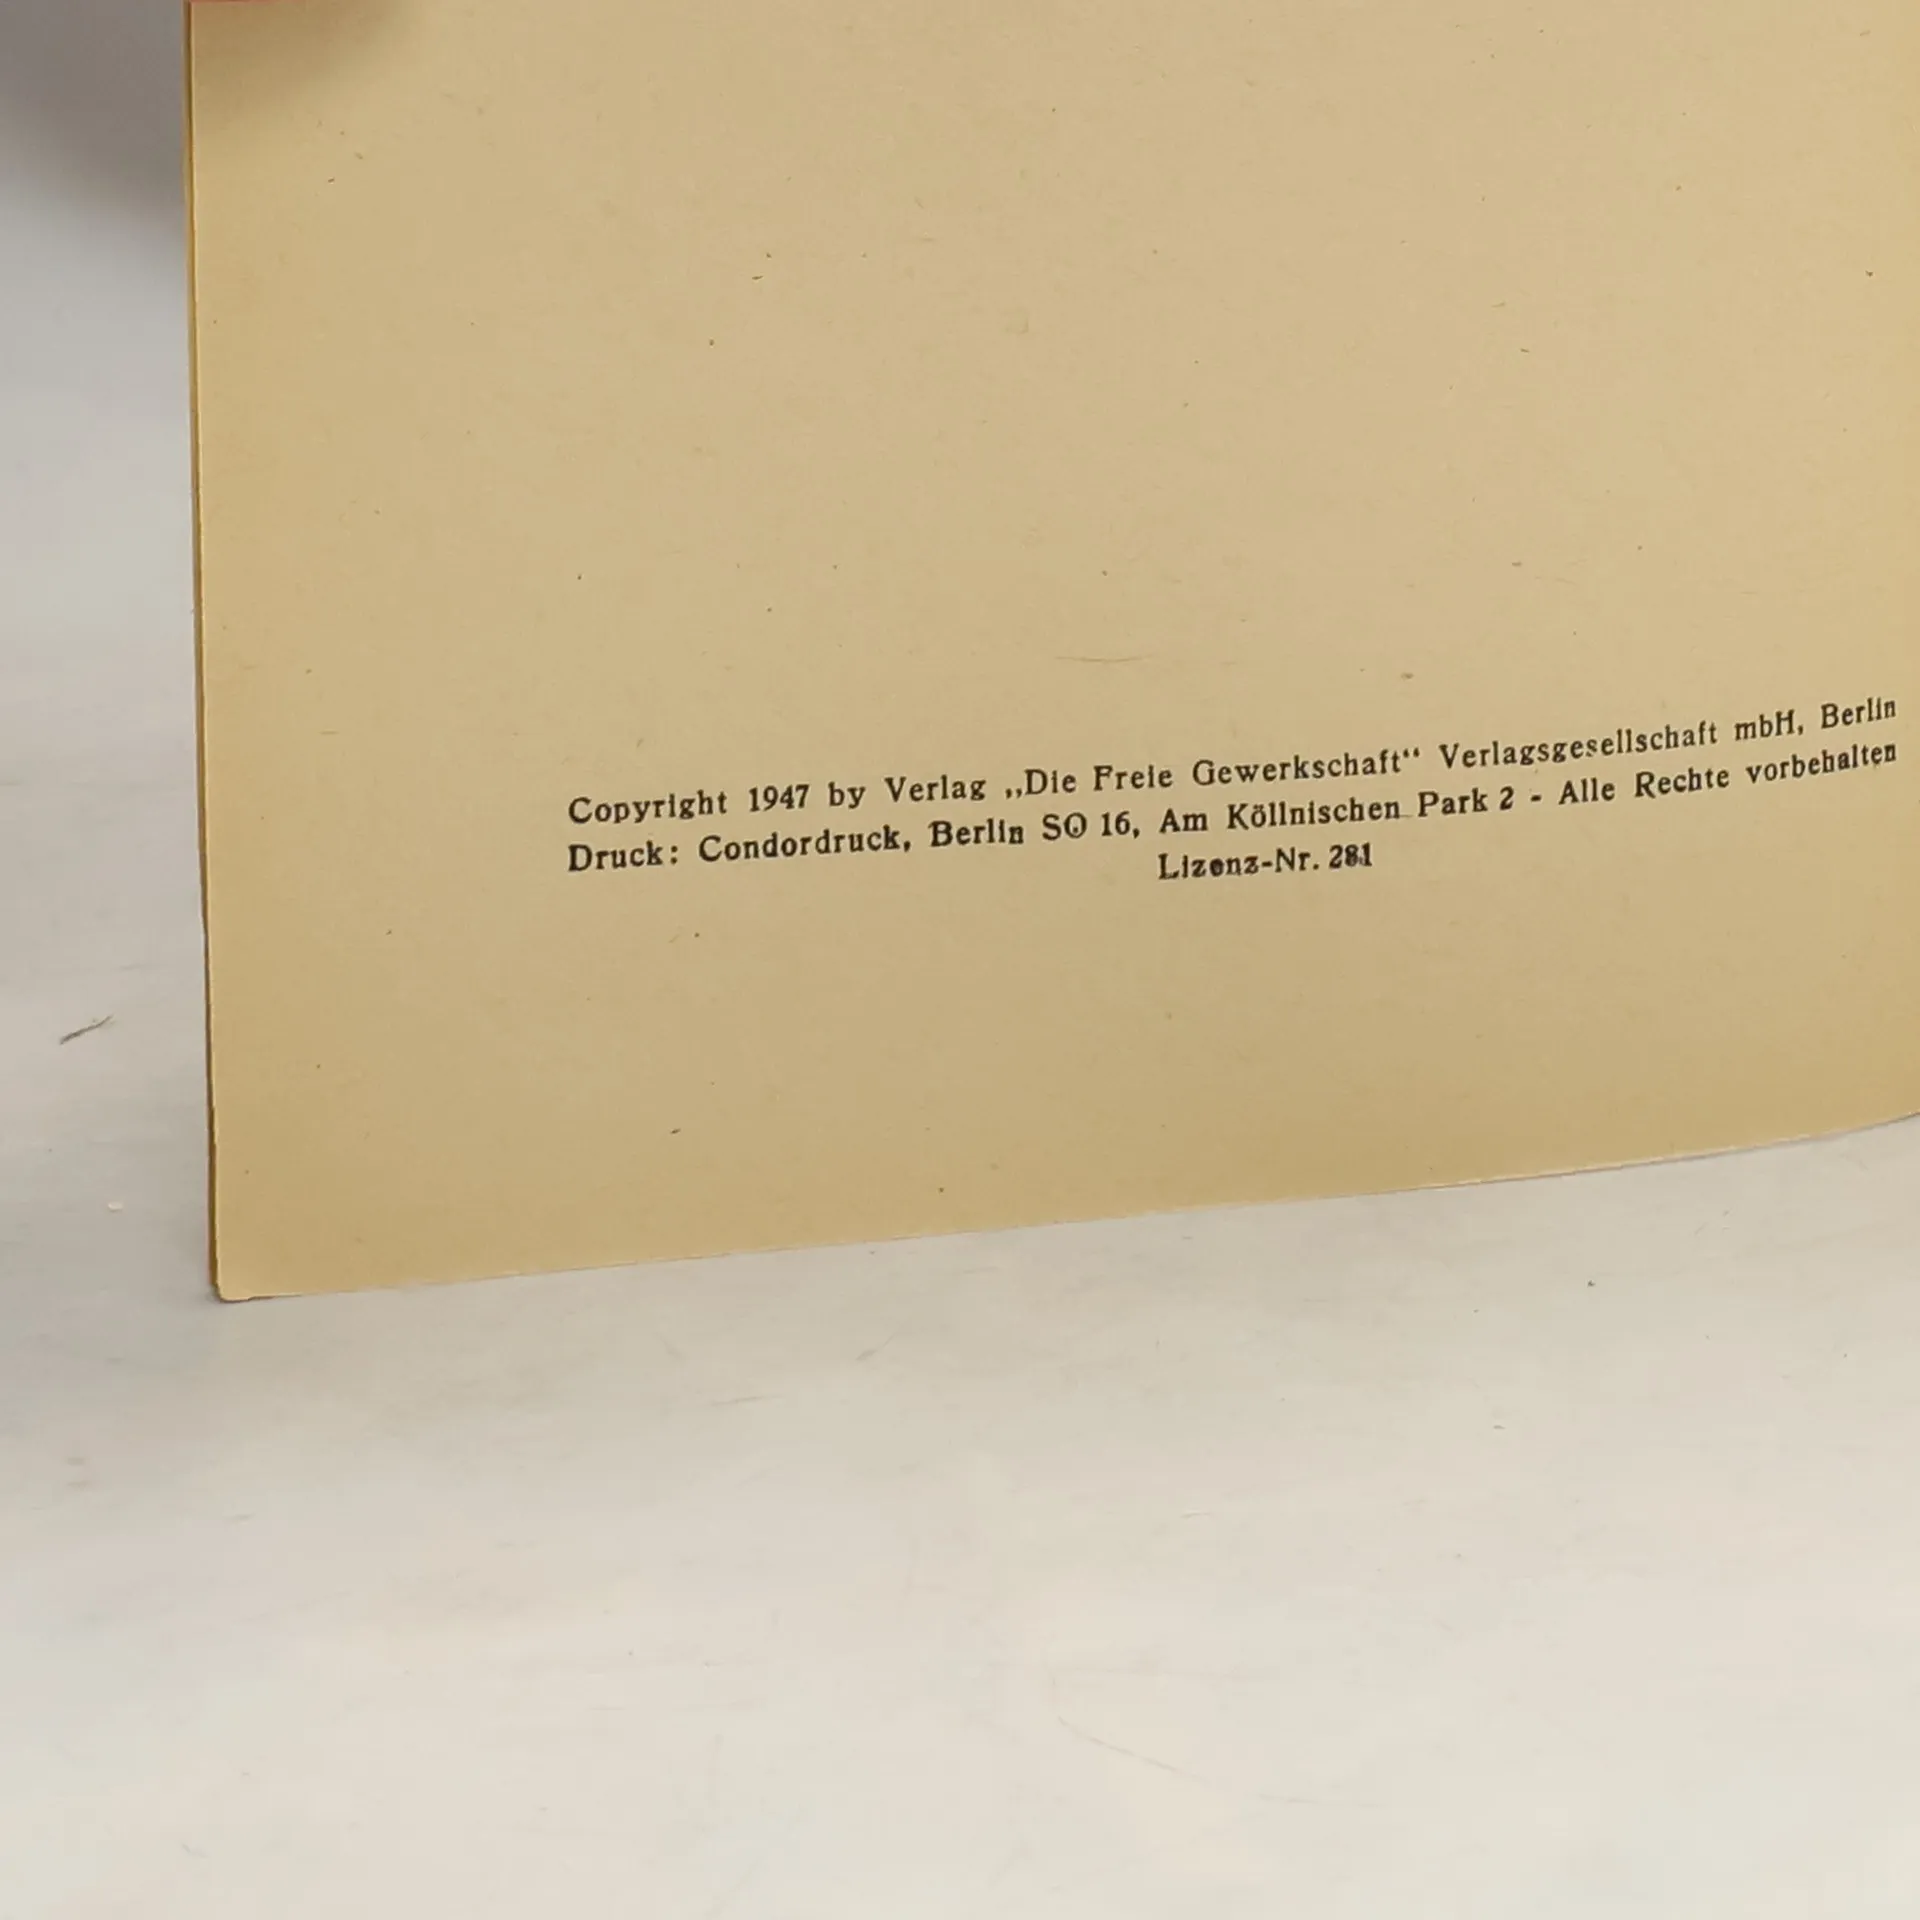 Copyright 1947 by Verlag „Die Freie Gewerkschaft“ Verlagsgesellschaft mbH, Berlin
Druck: Condordruck, Berlin SO 16, Am Köllnischen Park 2 - Alle Rechte vorbehalten
Lizenz-Nr. 281